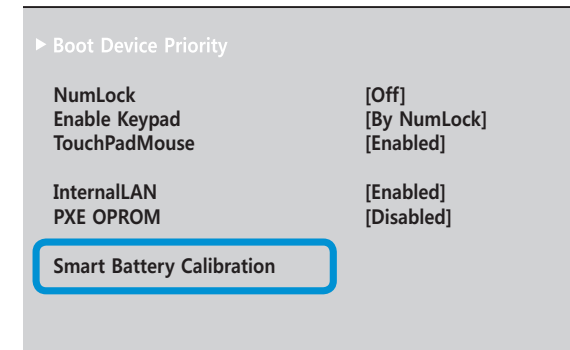 ▶ Boot Device Priority
NumLock [Off]
Enable Keypad [By NumLock]
TouchPadMouse [Enabled]
InternalLAN [Enabled]
PXE OPROM [Disabled]
Smart Battery Calibration